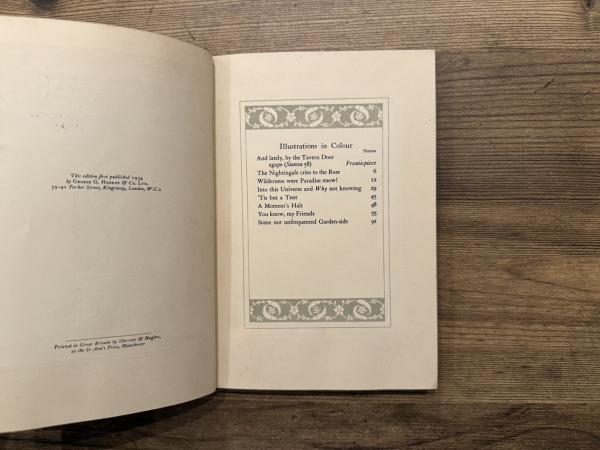 This edition first published 1934
by GEORGE G. HARRAP & CO. LTD.
39-41 Parker Street, Kingsway, London, W.C.2
Printed in Great Britain by Sherratt & Hughes,
at the St Ann's Press, Manchester
Illustrations in Colour
STANZA
And lately, by the Tavern Door
agape (Stanza 58) Frontispiece
The Nightingale cries to the Rose 6
Wilderness were Paradise enow! 12
Into this Universe and Why not knowing 29
'Tis but a Tent 45
A Moment's Halt 48
You know, my Friends 55
Some not unfrequented Garden-side 91